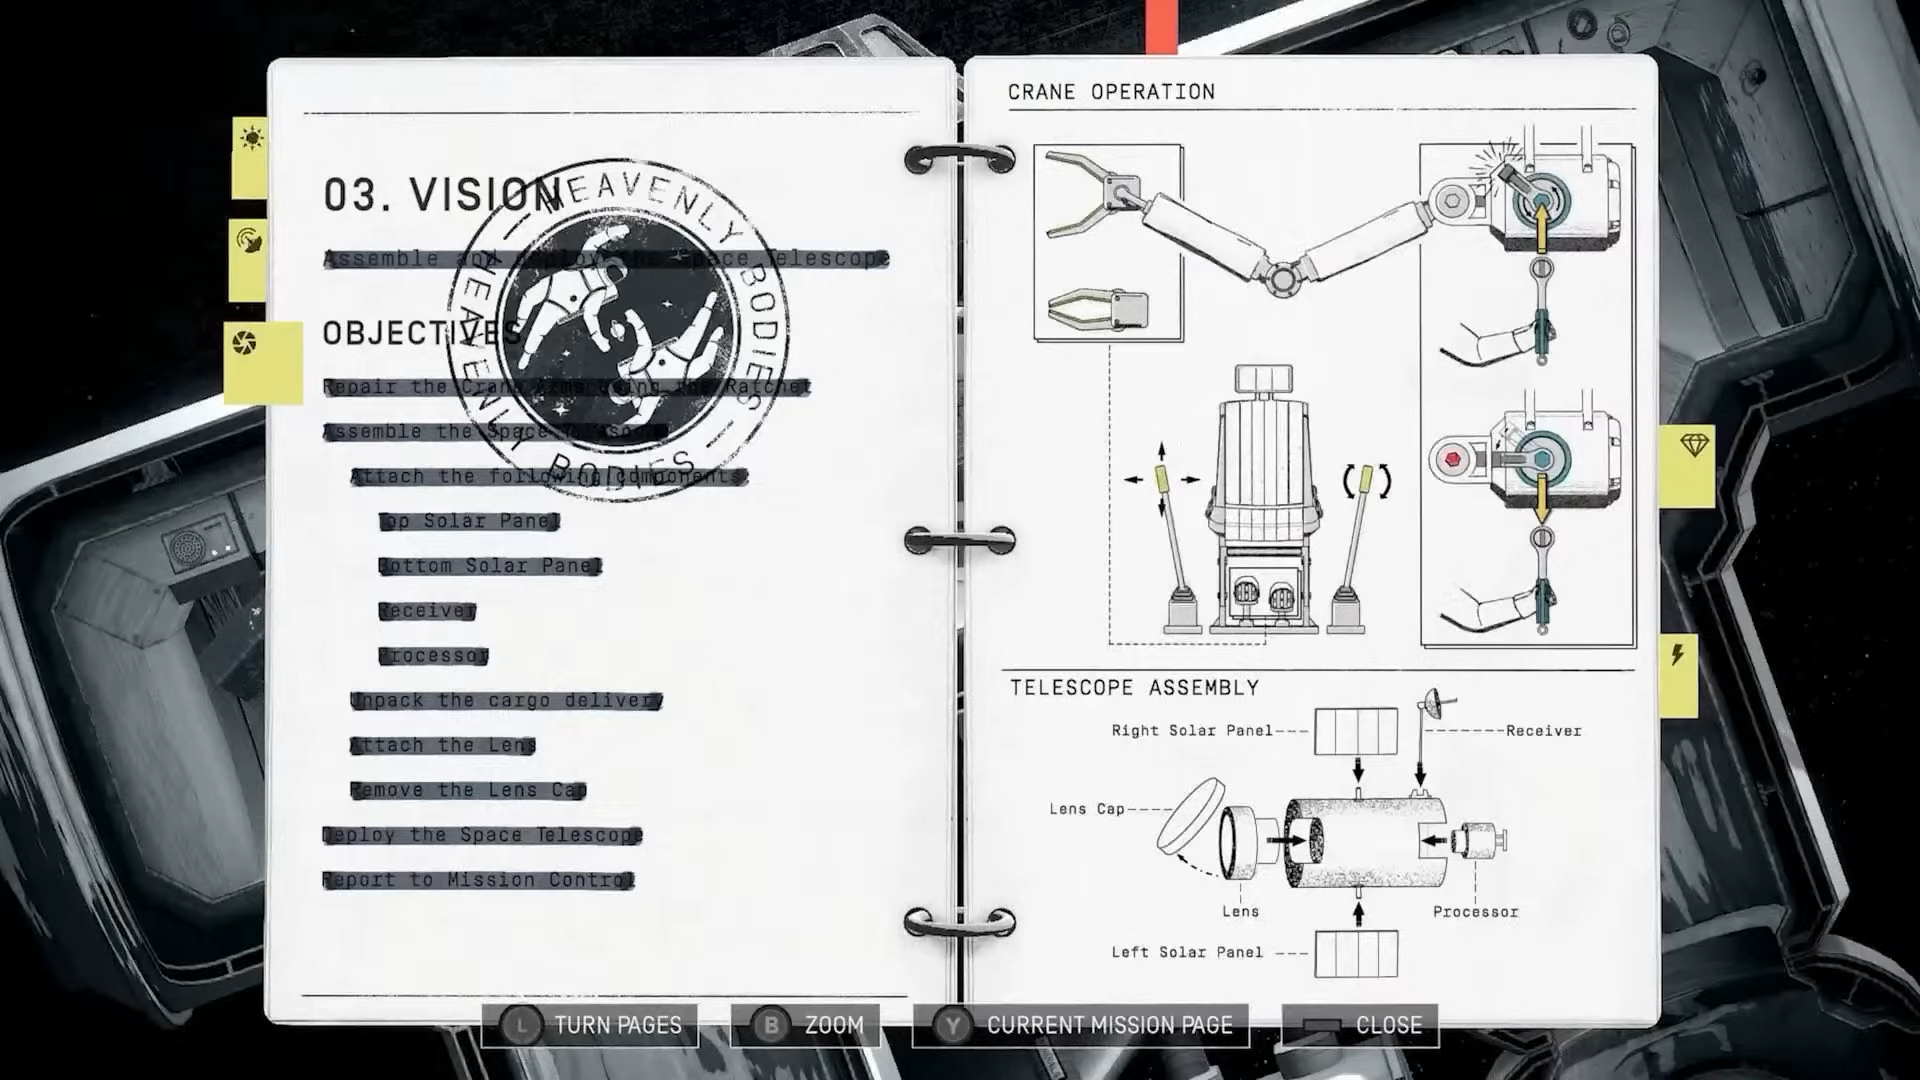 03. VISION
Assemble and deploy the Space Telescope
OBJECTIVES
Repair the Crane Arms using the Ratchet
Assemble the Space Telescope
Attach the following components:
Top Solar Panel
Bottom Solar Panel
Receiver
Processor
Unpack the cargo delivery
Attach the Lens
Remove the Lens Cap
Deploy the Space Telescope
Report to Mission Control
HEAVENLY BODIES
HEAVENLY BODIES
CRANE OPERATION
TELESCOPE ASSEMBLY
Right Solar Panel
Receiver
Lens Cap
Lens
Processor
Left Solar Panel
L TURN PAGES
B ZOOM
Y CURRENT MISSION PAGE
CLOSE